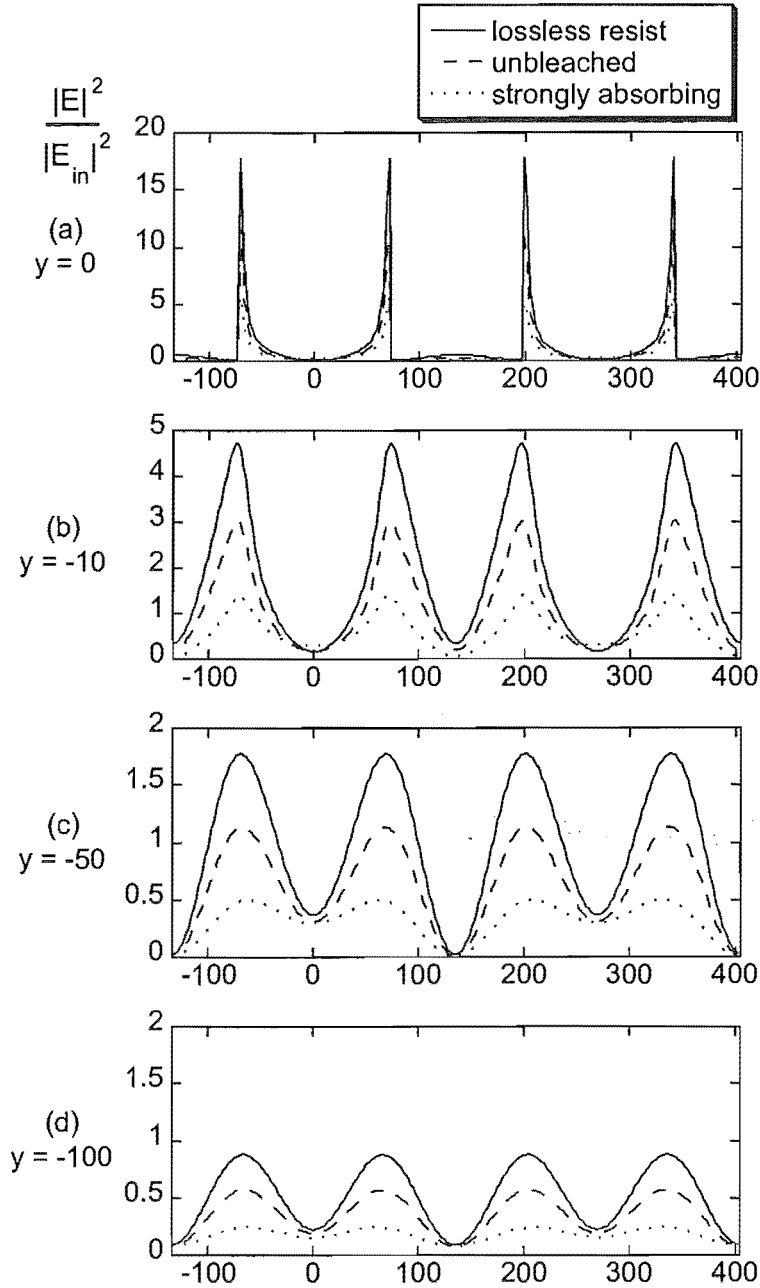 lossless resist
unbleached
strongly absorbing
|E|²
|E_in|²
(a)
y = 0
20
15
10
5
0
-100 0 100 200 300 400
(b)
y = -10
5
4
3
2
1
0
-100 0 100 200 300 400
(c)
y = -50
2
1.5
1
0.5
0
-100 0 100 200 300 400
(d)
y = -100
2
1.5
1
0.5
0
-100 0 100 200 300 400